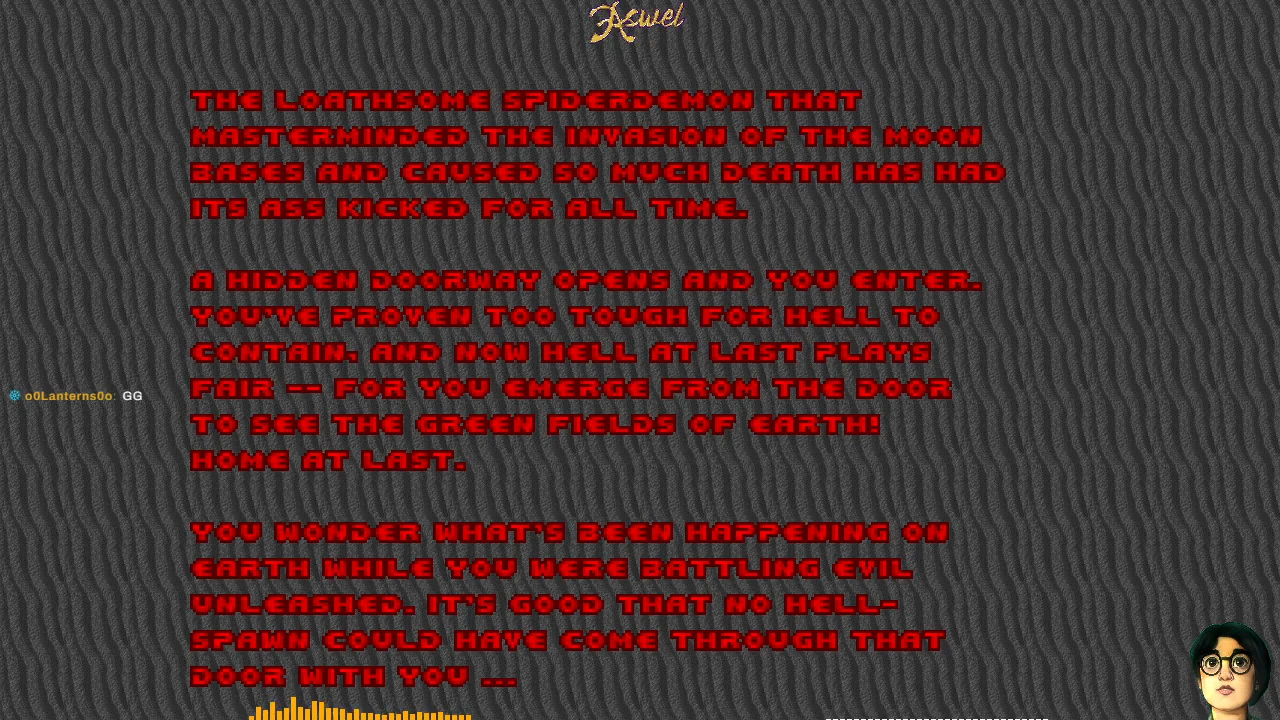 Aswel
THE LOATHSOME SPIDERDEMON THAT
MASTERMINDED THE INVASION OF THE MOON
BASES AND CAUSED SO MUCH DEATH HAS HAD
ITS ASS KICKED FOR ALL TIME.
A HIDDEN DOORWAY OPENS AND YOU ENTER.
YOU'VE PROVEN TOO TOUGH FOR HELL TO
CONTAIN, AND NOW HELL AT LAST PLAYS
FAIR -- FOR YOU EMERGE FROM THE DOOR
TO SEE THE GREEN FIELDS OF EARTH!
HOME AT LAST.
o0Lanterns0o: GG
YOU WONDER WHAT'S BEEN HAPPENING ON
EARTH WHILE YOU WERE BATTLING EVIL
UNLEASHED. IT'S GOOD THAT NO HELL-
SPAWN COULD HAVE COME THROUGH THAT
DOOR WITH YOU ...